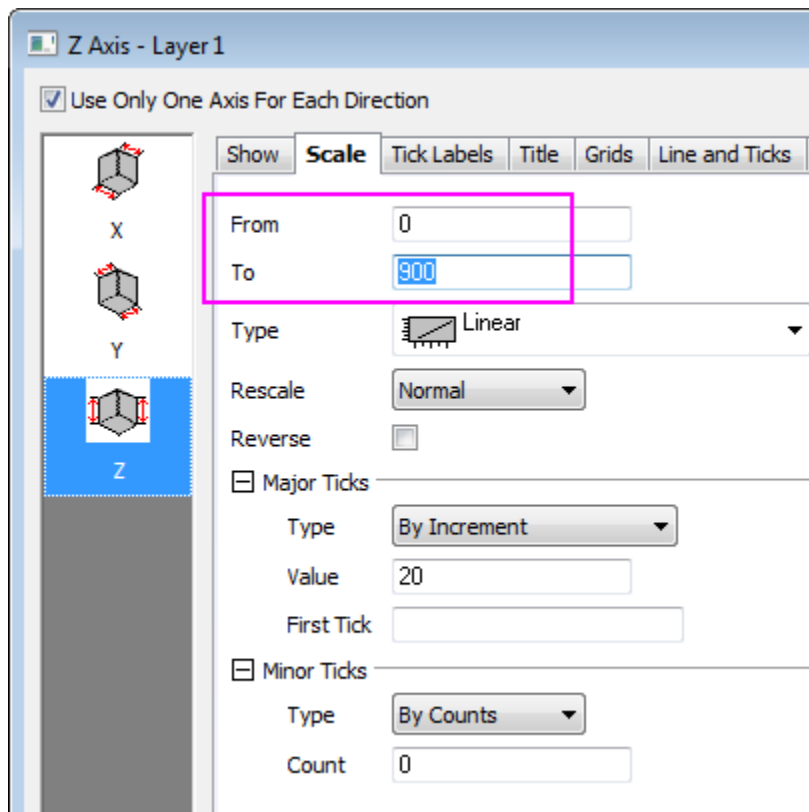 Z Axis - Layer 1
Use Only One Axis For Each Direction
X
Y
Z
Show Scale Tick Labels Title Grids Line and Ticks
From 0
To 900
Type Linear
Rescale Normal
Reverse
Major Ticks
Type By Increment
Value 20
First Tick
Minor Ticks
Type By Counts
Count 0